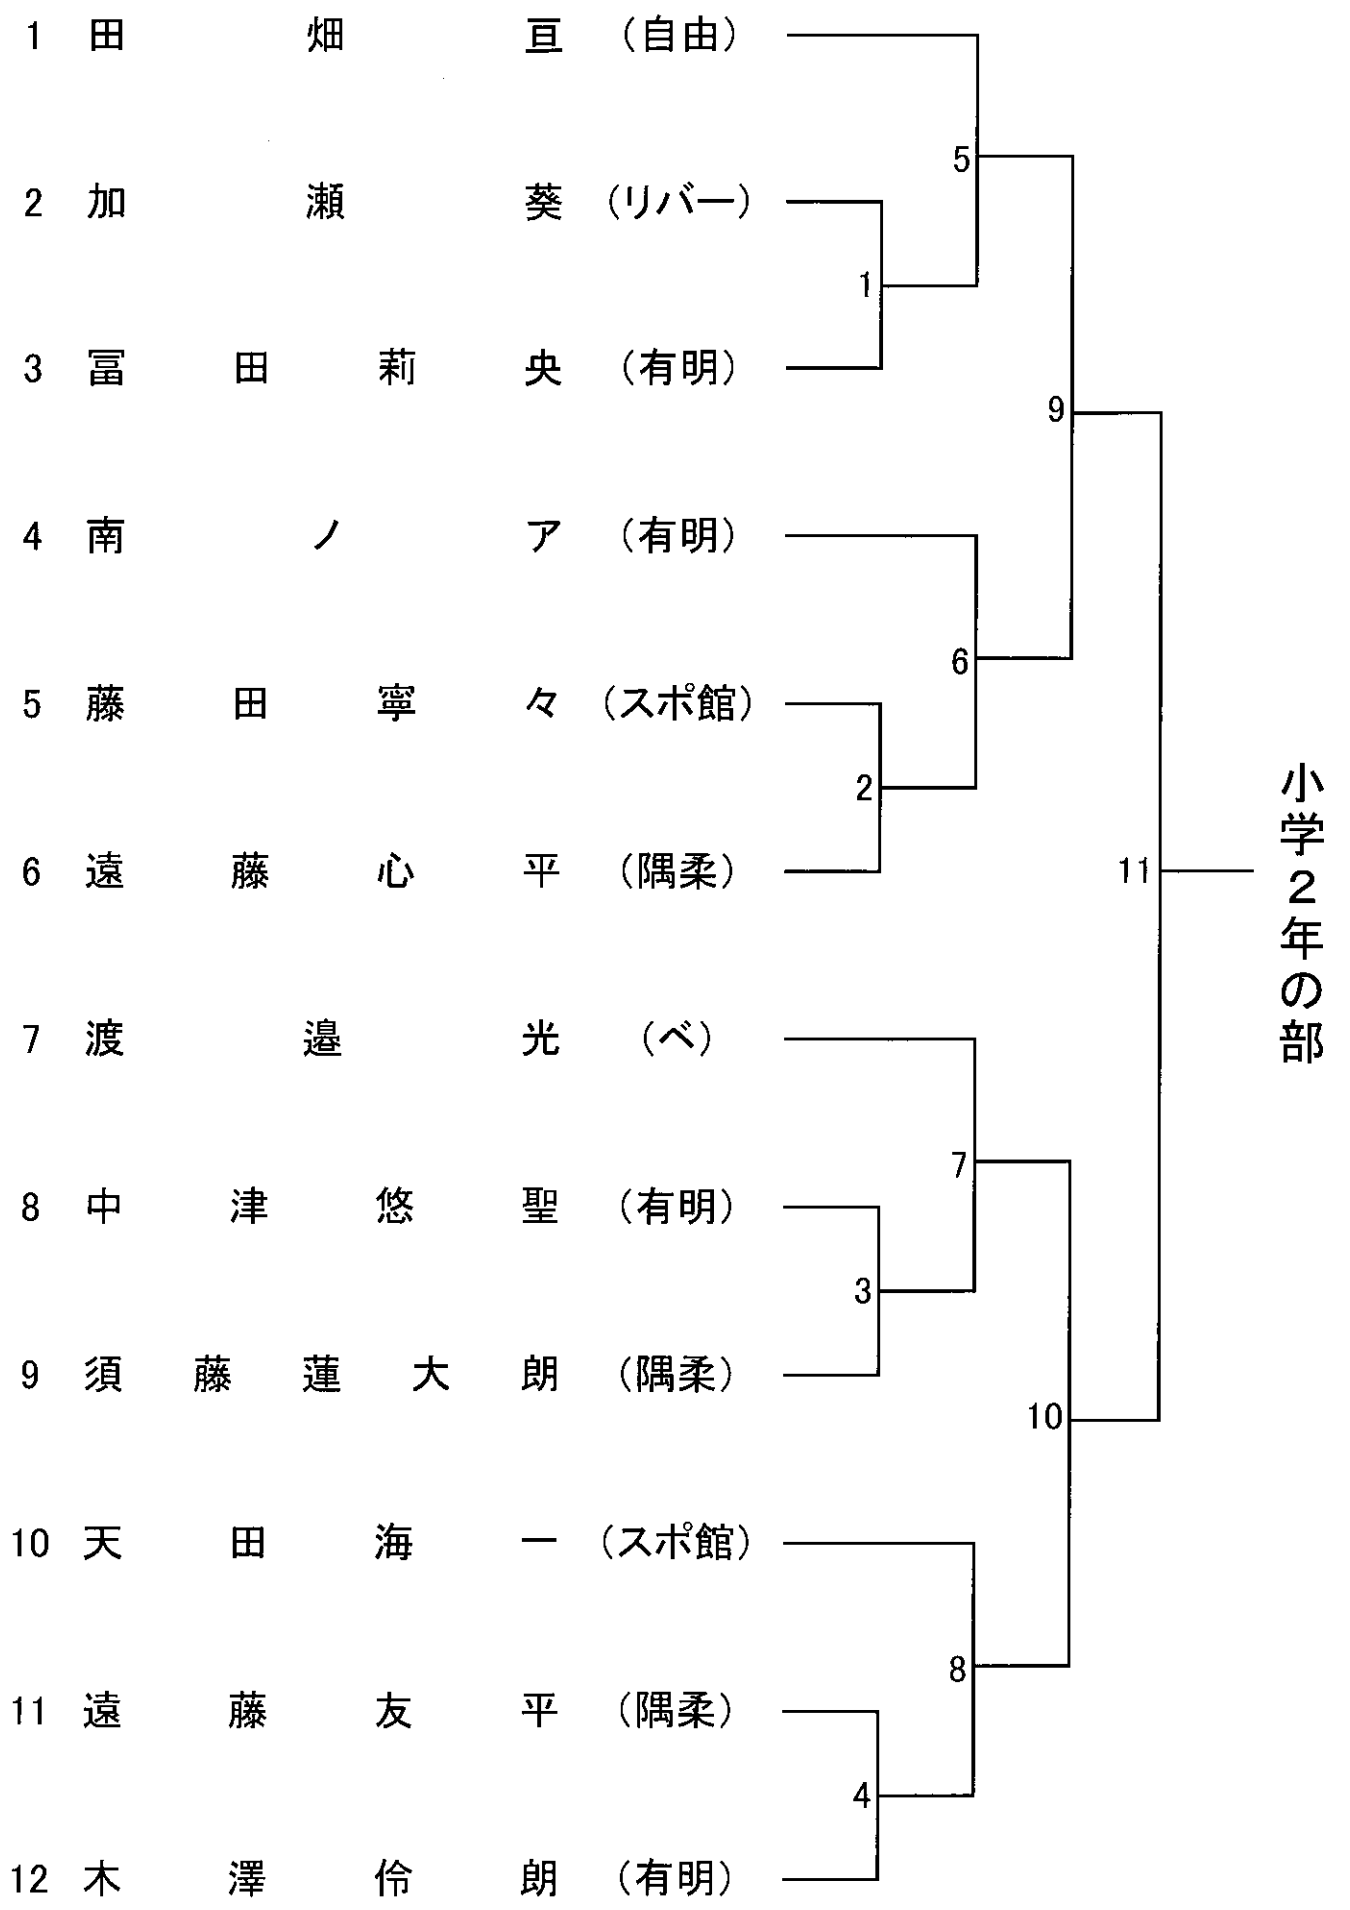 1 田畑亘 （自由）
2 加瀬葵 （リバー）
3 冨田莉央 （有明）
4 南ノア （有明）
5 藤田寧々 （スポ館）
6 遠藤心平 （隅柔）
7 渡邉光 （べ）
8 中津悠聖 （有明）
9 須藤蓮大朗 （隅柔）
10 天田海一 （スポ館）
11 遠藤友平 （隅柔）
12 木澤伶朗 （有明）
1
2
3
4
5
6
7
8
9
10
11
小学2年の部